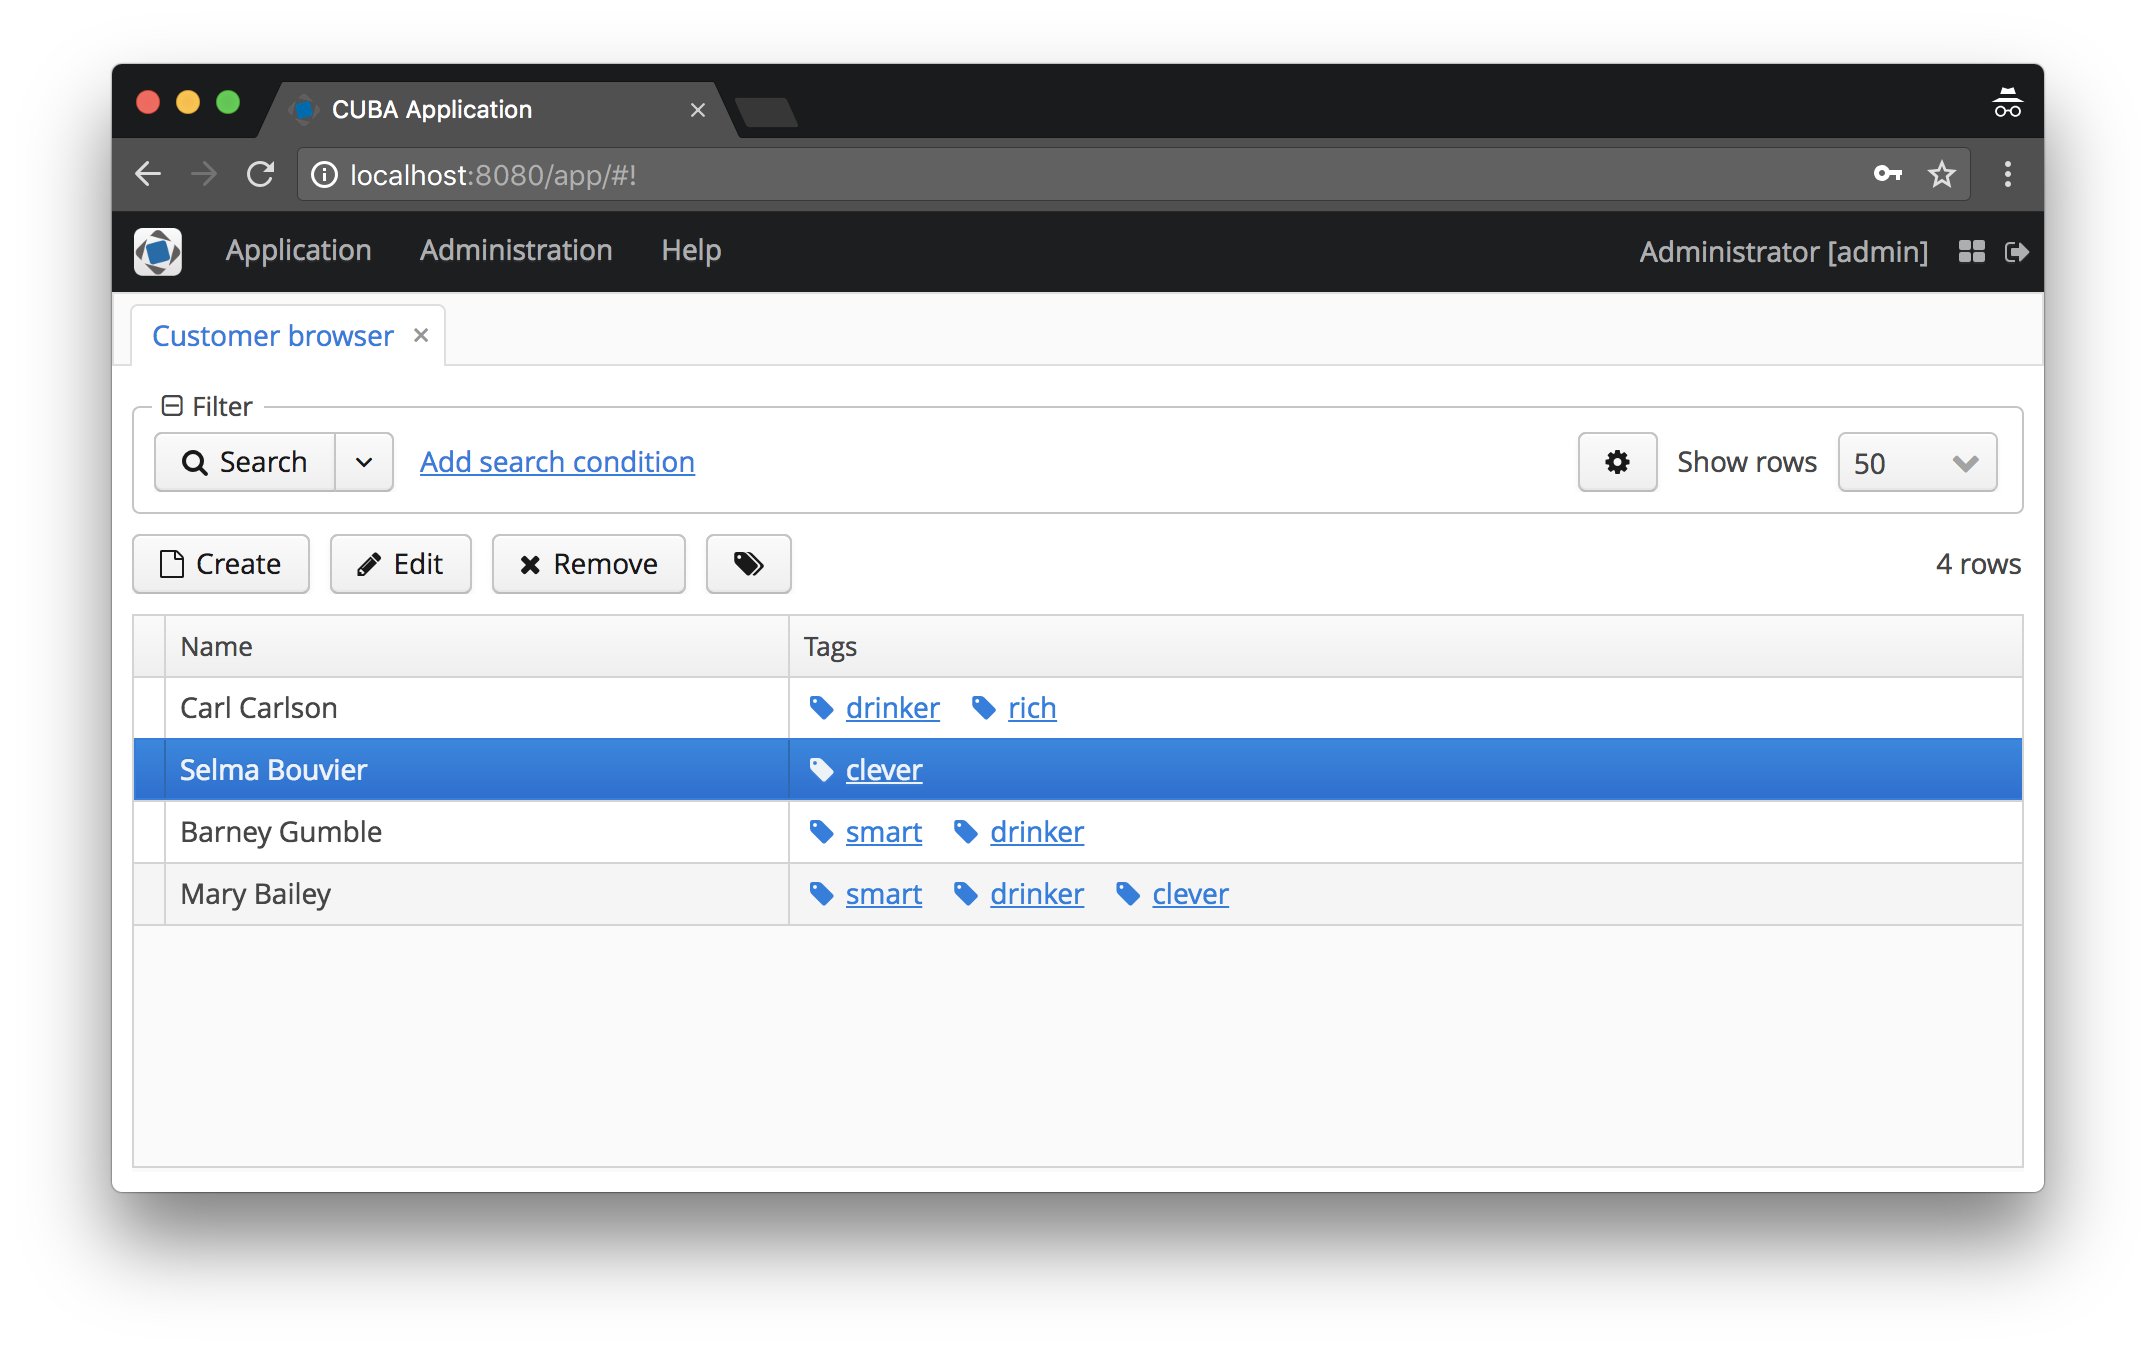 CUBA Application
localhost:8080/app/#!
Application Administration Help Administrator [admin]
Customer browser
Filter
Search Add search condition Show rows 50
Create Edit Remove 4 rows
Name Tags
Carl Carlson drinker rich
Selma Bouvier clever
Barney Gumble smart drinker
Mary Bailey smart drinker clever